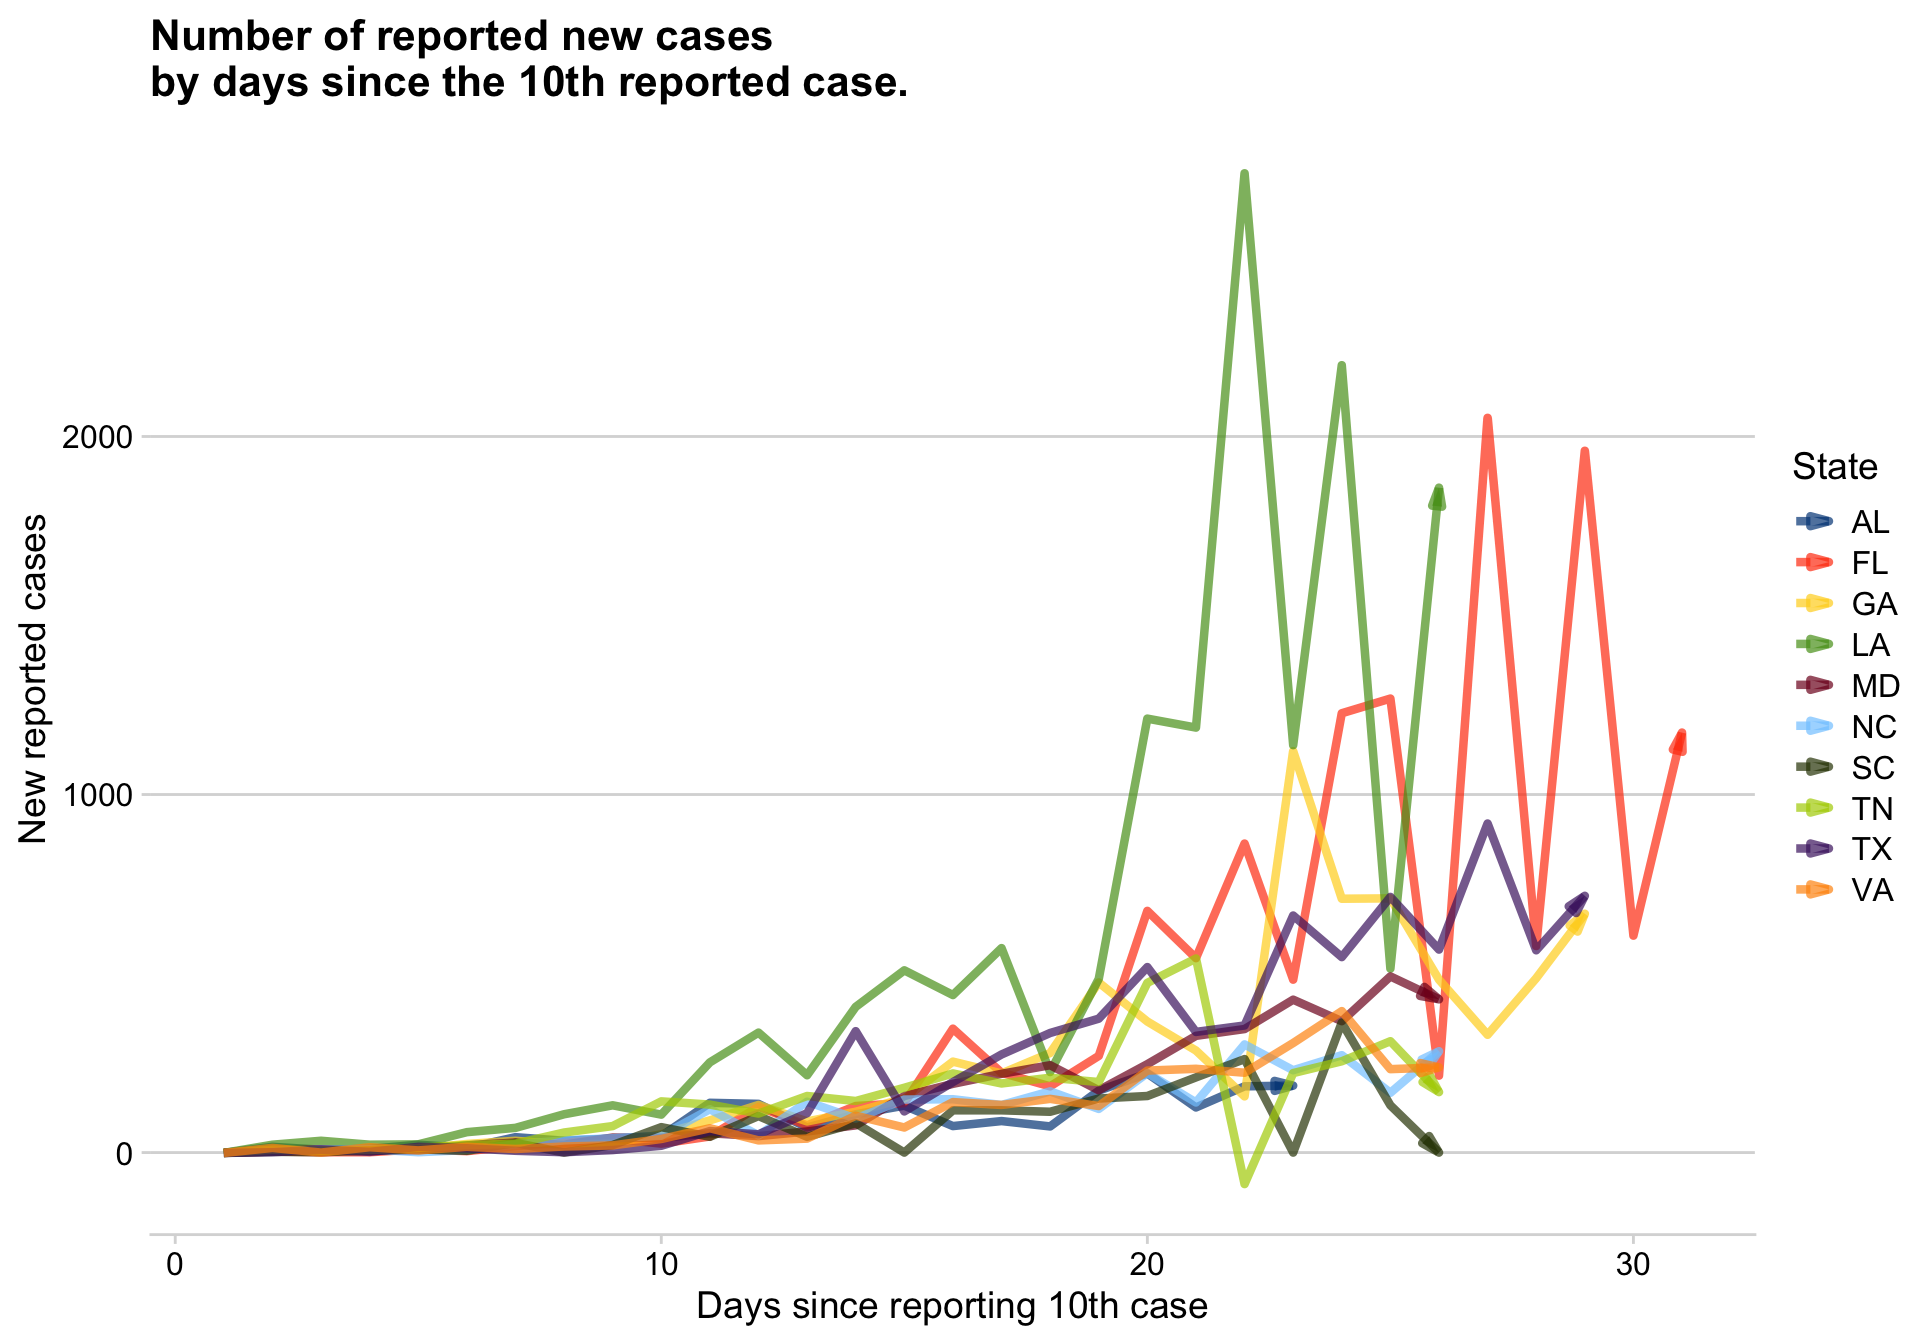 Number of reported new cases
by days since the 10th reported case.
New reported cases
2000
1000
0
0 10 20 30
Days since reporting 10th case
State
AL
FL
GA
LA
MD
NC
SC
TN
TX
VA